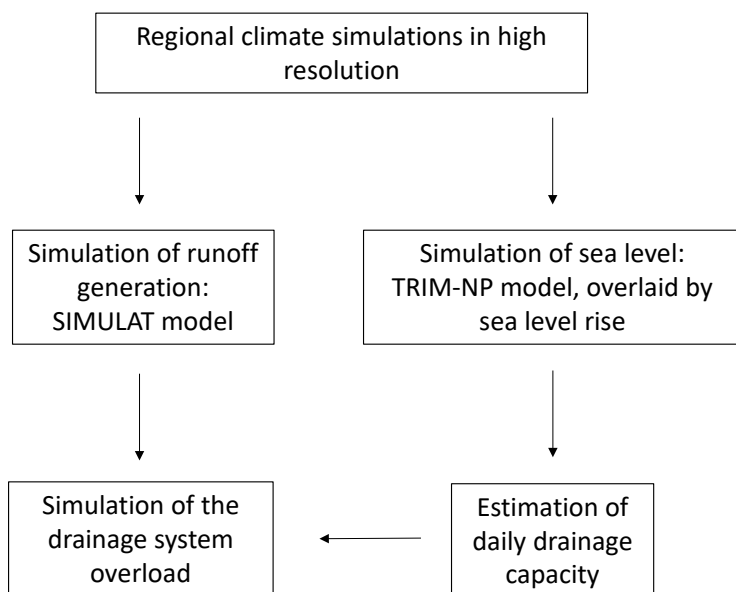 Regional climate simulations in high
resolution
Simulation of runoff
generation:
SIMULAT model
Simulation of sea level:
TRIM-NP model, overlaid by
sea level rise
Simulation of the
drainage system
overload
Estimation of
daily drainage
capacity